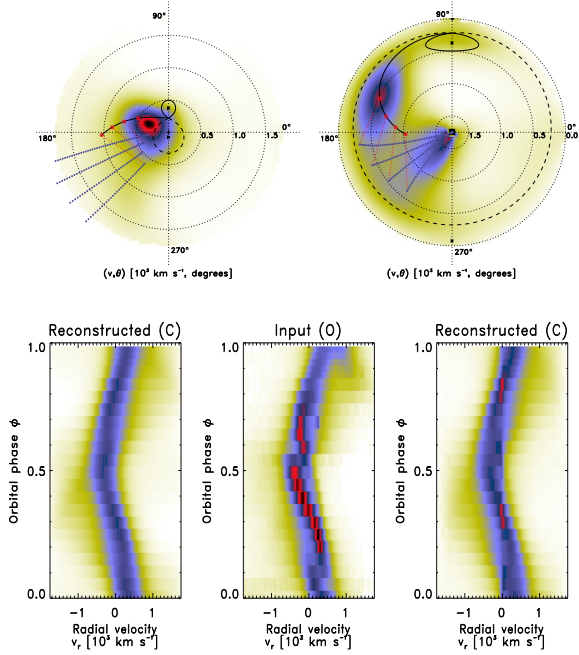 90° 90°
180° 0.5 1.0 1.5 0° 180° 1.5 1.0 0.5 0°
270° 270°
(v,θ) [10³ km s⁻¹, degrees] (v,θ) [10³ km s⁻¹, degrees]
Reconstructed (C) Input (O) Reconstructed (C)
1.0 1.0 1.0
Orbital phase ϕ Orbital phase ϕ Orbital phase ϕ
0.5 0.5 0.5
0.0 0.0 0.0
−1 0 1 −1 0 1 −1 0 1
Radial velocity Radial velocity Radial velocity
vᵣ [10³ km s⁻¹] vᵣ [10³ km s⁻¹] vᵣ [10³ km s⁻¹]